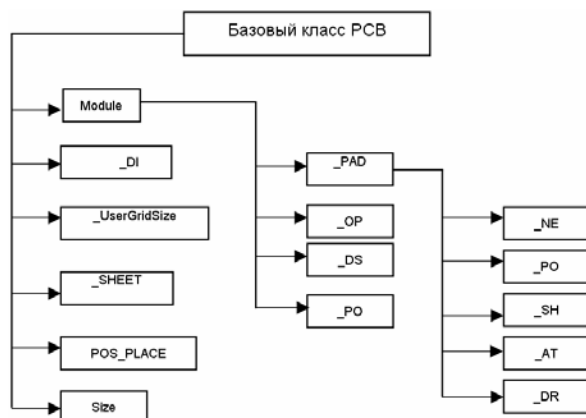 Базовый класс PCB
Module
_DI
_UserGridSize
_SHEET
POS_PLACE
Size
_PAD
_OP
_DS
_PO
_NE
_PO
_SH
_AT
_DR